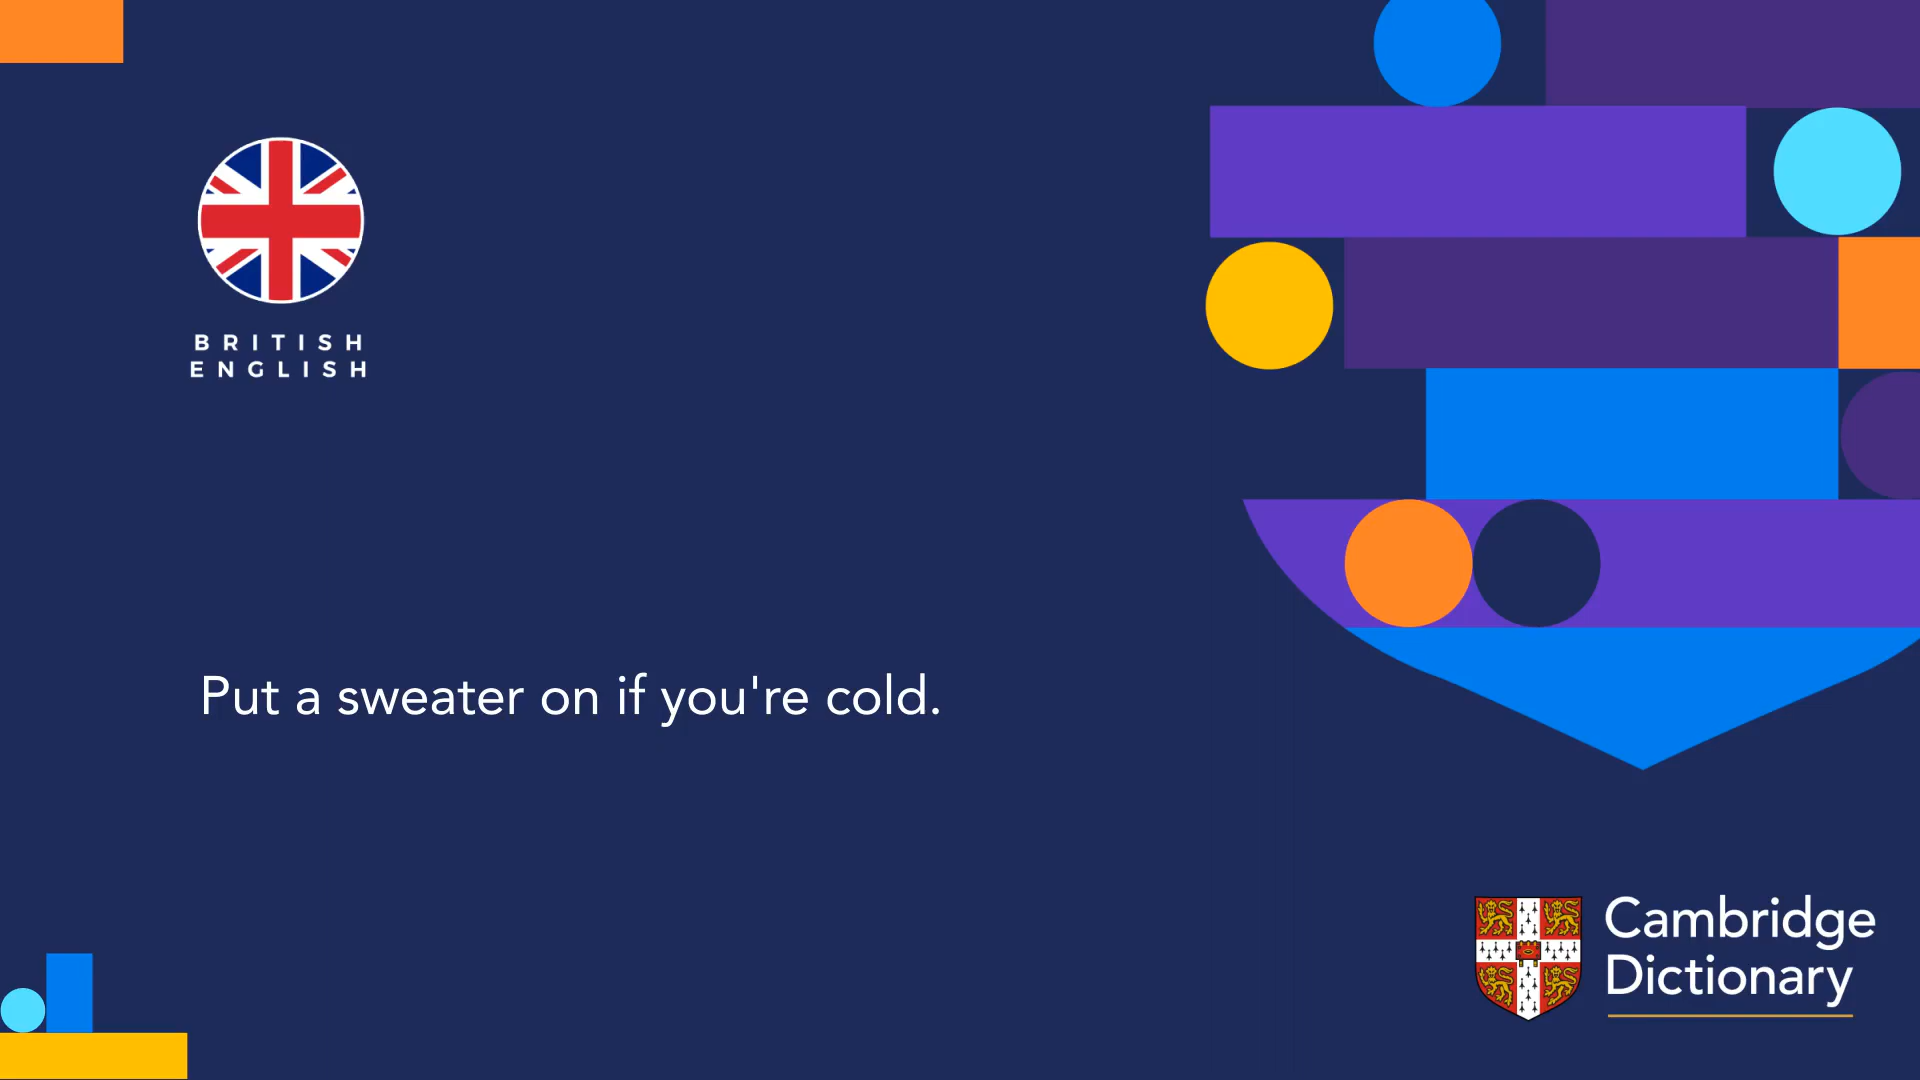 BRITISH
ENGLISH
Put a sweater on if you're cold.
Cambridge
Dictionary